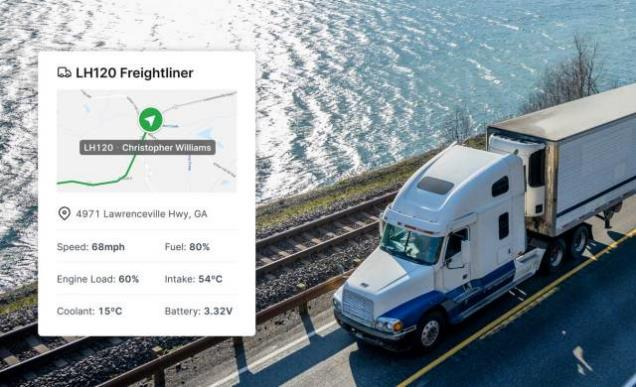 LH120 Freightliner
LH120 · Christopher Williams
4971 Lawrenceville Hwy, GA
Speed: 68mph Fuel: 80%
Engine Load: 60% Intake: 54ºC
Coolant: 15ºC Battery: 3.32V